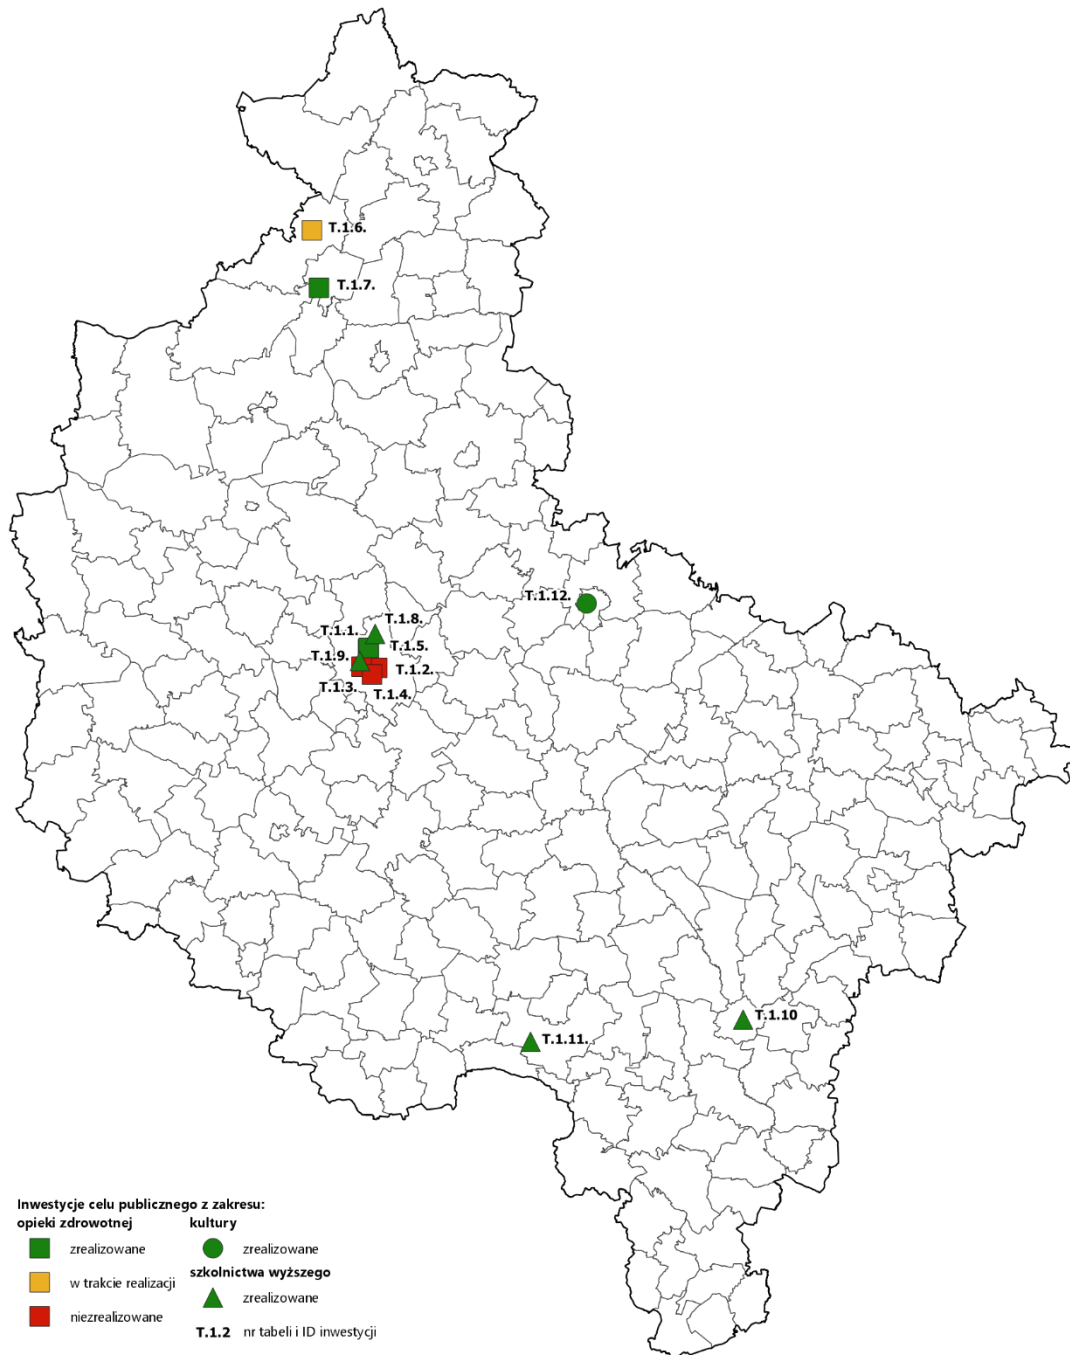 T.1.6.
T.1.7.
T.1.12.
T.1.8.
T.1.1.
T.1.5.
T.1.9.
T.1.2.
T.1.3.
T.1.4.
T.1.10
T.1.11.
Inwestycje celu publicznego z zakresu:
opieki zdrowotnej
zrealizowane
w trakcie realizacji
niezrealizowane
kultury
zrealizowane
szkolnictwa wyższego
zrealizowane
T.1.2 nr tabeli i ID inwestycji